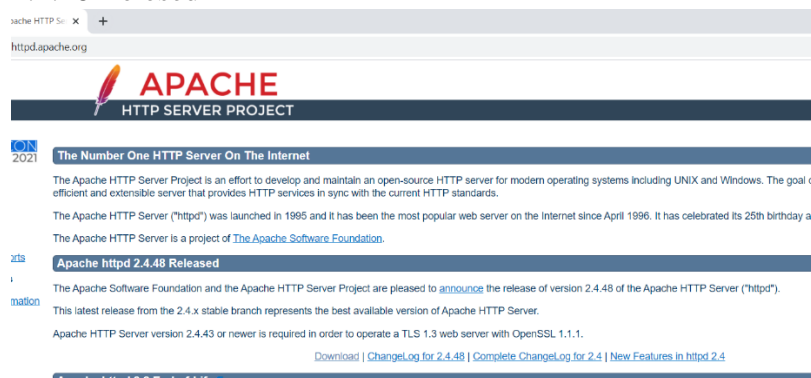 pache HTTP Se
httpd.apache.org
APACHE
HTTP SERVER PROJECT
ON
2021
The Number One HTTP Server On The Internet
The Apache HTTP Server Project is an effort to develop and maintain an open-source HTTP server for modern operating systems including UNIX and Windows. The goal
efficient and extensible server that provides HTTP services in sync with the current HTTP standards.
The Apache HTTP Server ("httpd") was launched in 1995 and it has been the most popular web server on the Internet since April 1996. It has celebrated its 25th birthday a
The Apache HTTP Server is a project of The Apache Software Foundation.
orts
Apache httpd 2.4.48 Released
The Apache Software Foundation and the Apache HTTP Server Project are pleased to announce the release of version 2.4.48 of the Apache HTTP Server ("httpd").
mation
This latest release from the 2.4.x stable branch represents the best available version of Apache HTTP Server.
Apache HTTP Server version 2.4.43 or newer is required in order to operate a TLS 1.3 web server with OpenSSL 1.1.1.
Download | ChangeLog for 2.4.48 | Complete ChangeLog for 2.4 | New Features in httpd 2.4